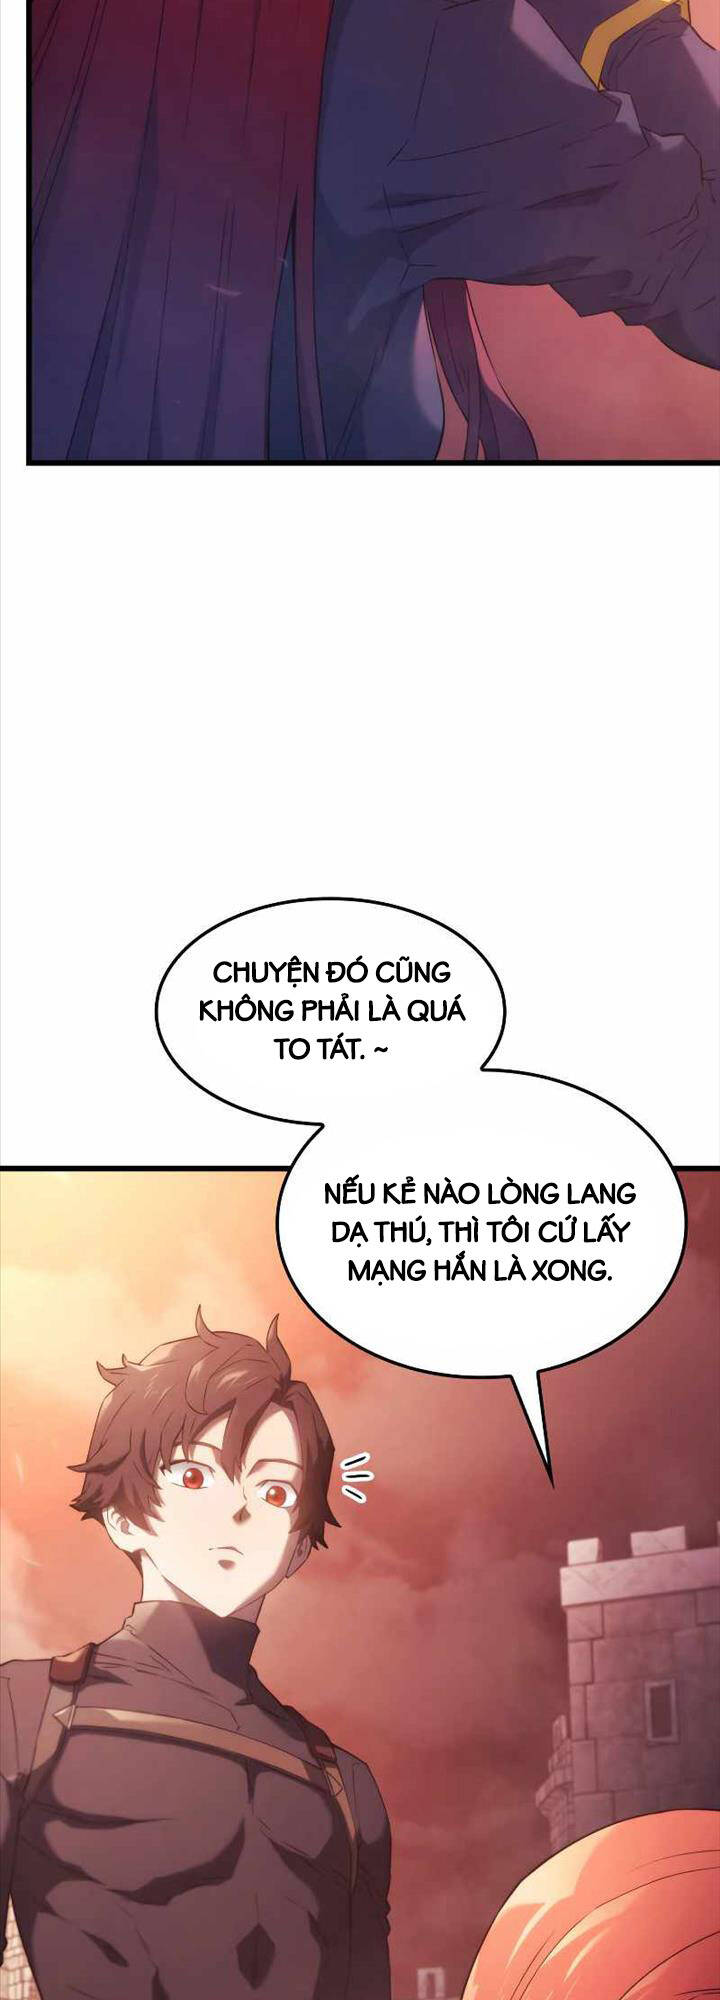 CHUYỆN ĐÓ CŨNG
KHÔNG PHẢI LÀ QUÁ
TO TÁT. ~
NẾU KẺ NÀO LÒNG LANG
DẠ THÚ, THÌ TÔI CỨ LẤY
MẠNG HẮN LÀ XONG.